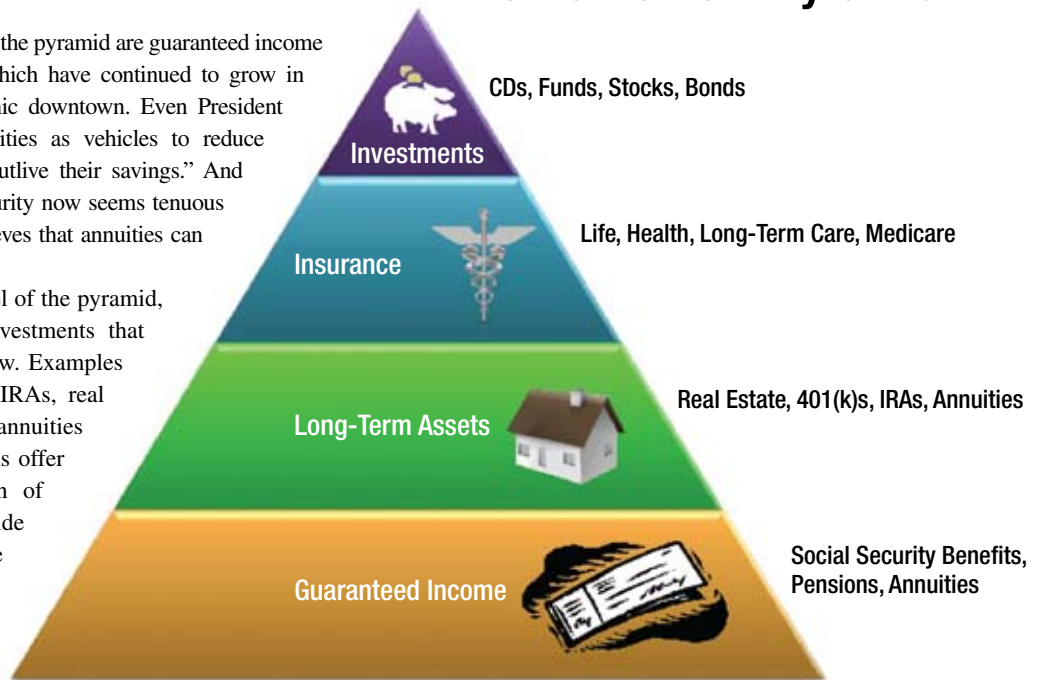 the pyramid are guaranteed income
hich have continued to grow in
ic downtown. Even President
ities as vehicles to reduce
utlive their savings.” And
urity now seems tenuous
eves that annuities can
l of the pyramid,
vestments that
w. Examples
IRAs, real
annuities
s offer
n of
ide
e
Investments
CDs, Funds, Stocks, Bonds
Insurance
Life, Health, Long-Term Care, Medicare
Long-Term Assets
Real Estate, 401(k)s, IRAs, Annuities
Guaranteed Income
Social Security Benefits,
Pensions, Annuities